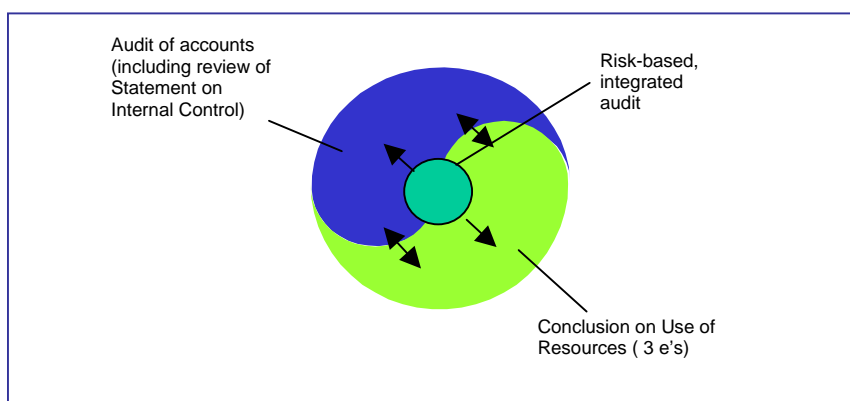 Audit of accounts
(including review of
Statement on
Internal Control)
Risk-based,
integrated
audit
Conclusion on Use of
Resources ( 3 e's)